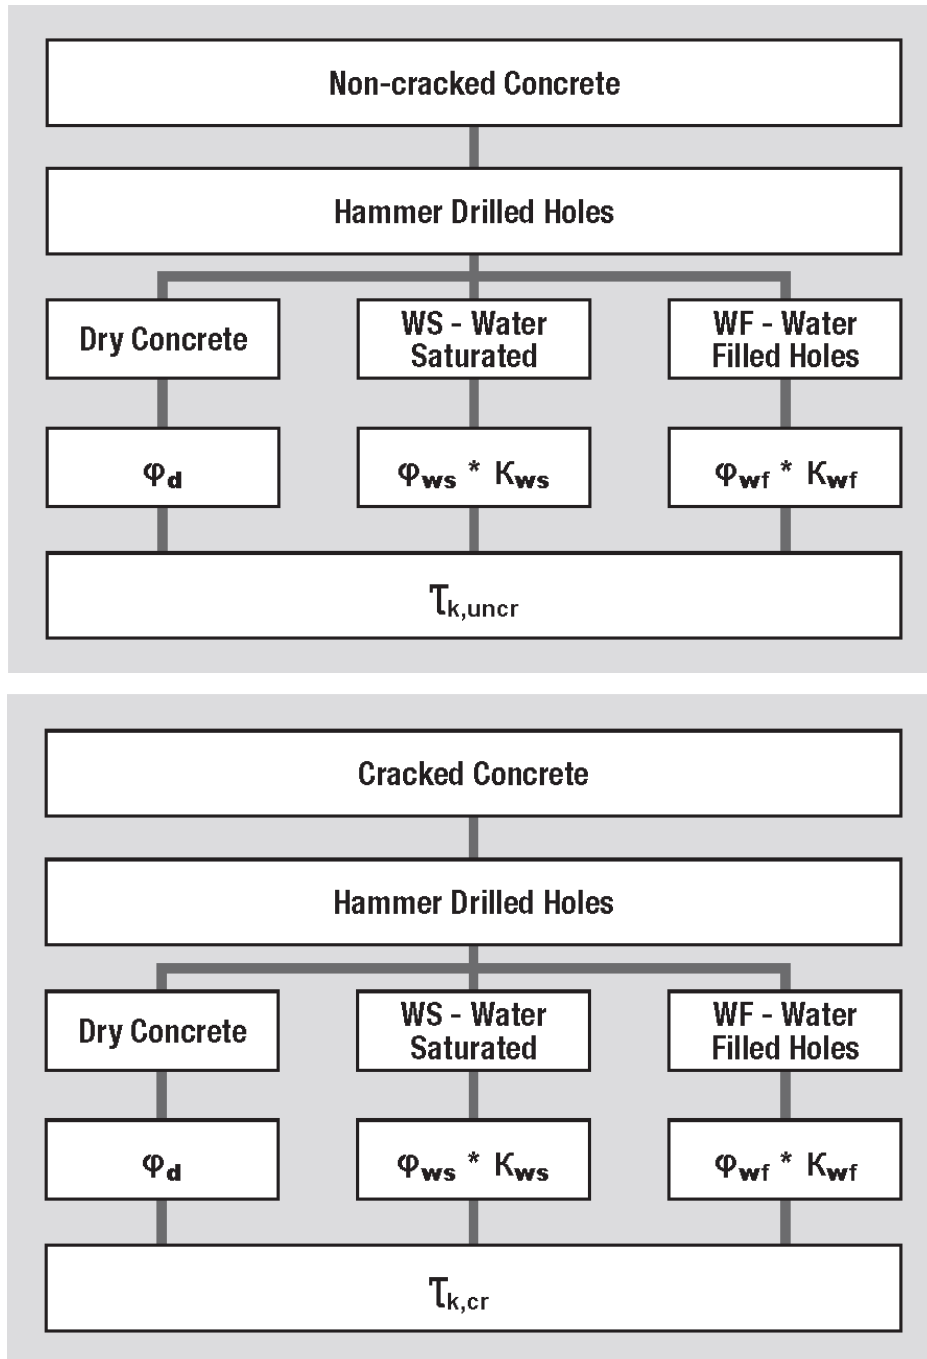 Non-cracked Concrete
Hammer Drilled Holes
Dry Concrete
WS - Water
Saturated
WF - Water
Filled Holes
φd
φws * Kws
φwf * Kwf
τk,uncr
Cracked Concrete
Hammer Drilled Holes
Dry Concrete
WS - Water
Saturated
WF - Water
Filled Holes
φd
φws * Kws
φwf * Kwf
τk,cr